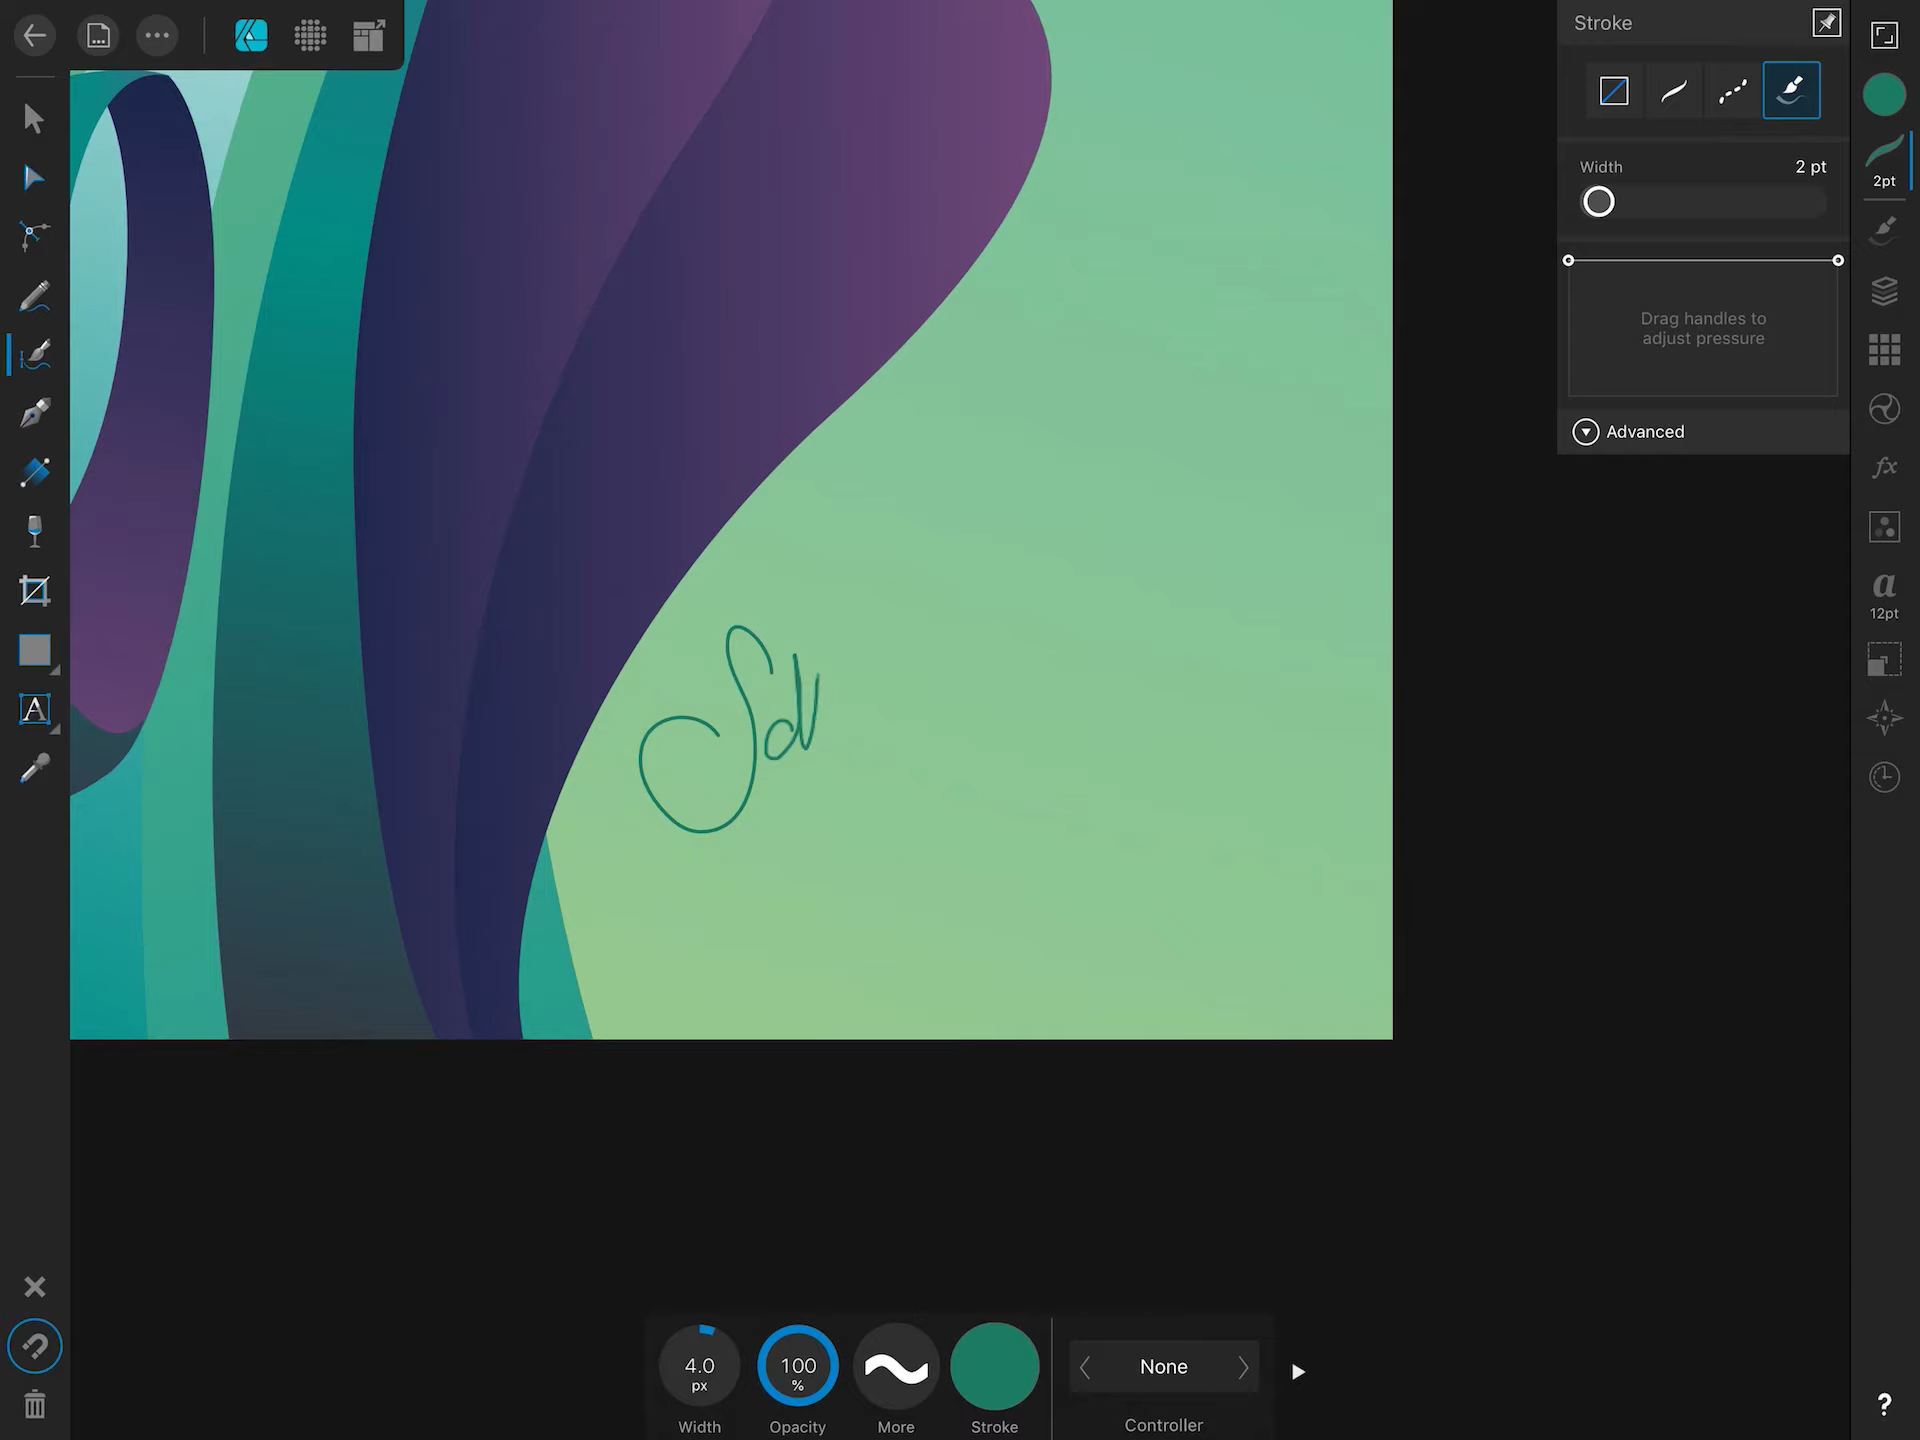 Stroke
Width 2 pt
2pt
Drag handles to
adjust pressure
Advanced
fx
a
12pt
A
4.0
px
100
%
None
Width
Opacity
More
Stroke
Controller
?